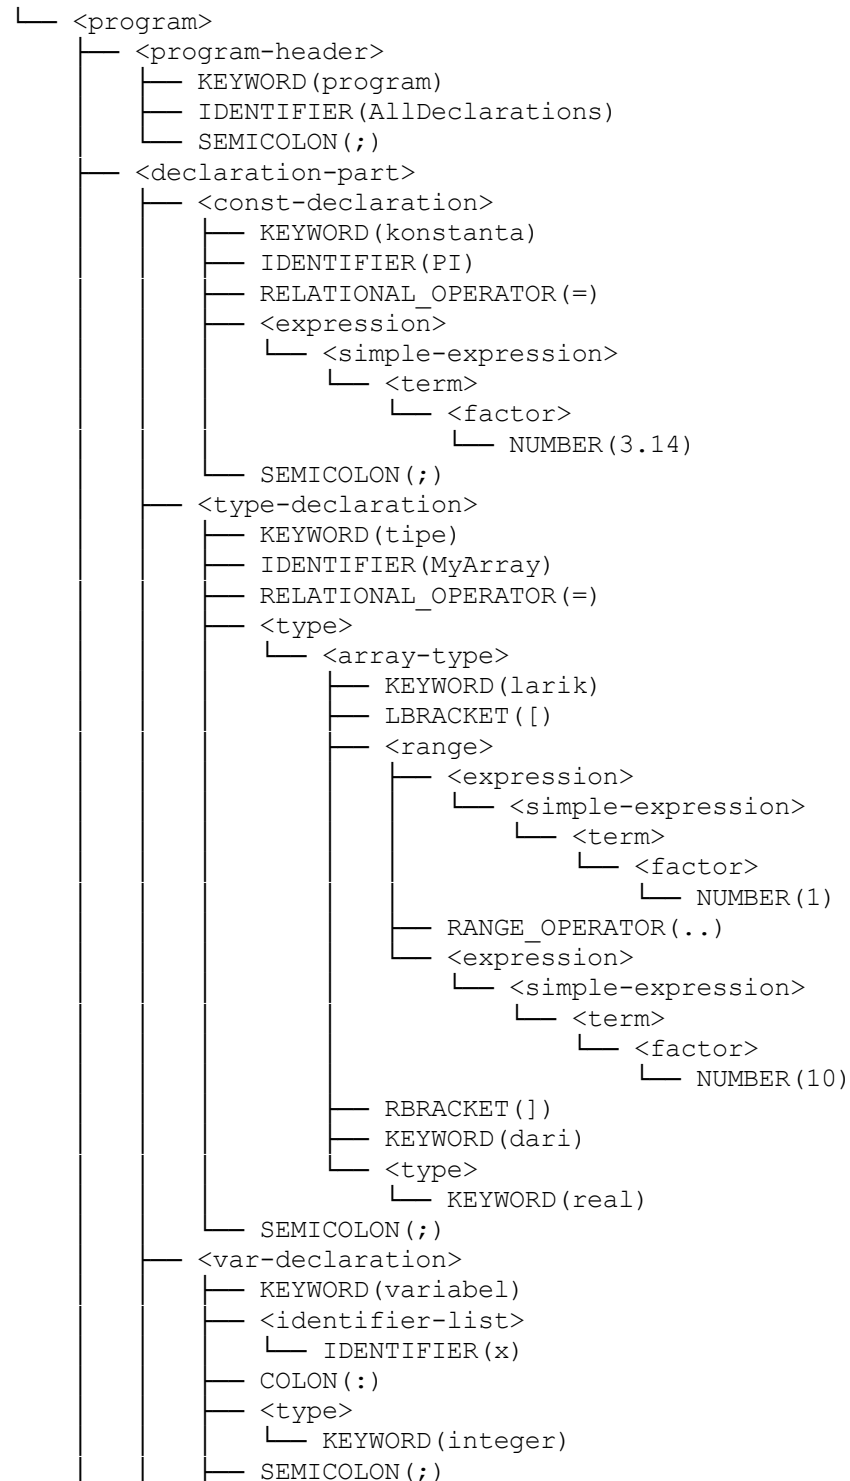 └── <program>
    ├── <program-header>
    │   ├── KEYWORD(program)
    │   ├── IDENTIFIER(AllDeclarations)
    │   └── SEMICOLON(;)
    ├── <declaration-part>
    │   ├── <const-declaration>
    │   │   ├── KEYWORD(konstanta)
    │   │   ├── IDENTIFIER(PI)
    │   │   ├── RELATIONAL_OPERATOR(=)
    │   │   ├── <expression>
    │   │   │   └── <simple-expression>
    │   │   │       └── <term>
    │   │   │           └── <factor>
    │   │   │               └── NUMBER(3.14)
    │   │   └── SEMICOLON(;)
    │   ├── <type-declaration>
    │   │   ├── KEYWORD(tipe)
    │   │   ├── IDENTIFIER(MyArray)
    │   │   ├── RELATIONAL_OPERATOR(=)
    │   │   ├── <type>
    │   │   │   └── <array-type>
    │   │   │       ├── KEYWORD(larik)
    │   │   │       ├── LBRACKET([)
    │   │   │       ├── <range>
    │   │   │       │   ├── <expression>
    │   │   │       │   │   └── <simple-expression>
    │   │   │       │   │       └── <term>
    │   │   │       │   │           └── <factor>
    │   │   │       │   │               └── NUMBER(1)
    │   │   │       │   ├── RANGE_OPERATOR(..)
    │   │   │       │   └── <expression>
    │   │   │       │       └── <simple-expression>
    │   │   │       │           └── <term>
    │   │   │       │               └── <factor>
    │   │   │       │                   └── NUMBER(10)
    │   │   │       ├── RBRACKET(])
    │   │   │       ├── KEYWORD(dari)
    │   │   │       └── <type>
    │   │   │           └── KEYWORD(real)
    │   │   └── SEMICOLON(;)
    │   ├── <var-declaration>
    │   │   ├── KEYWORD(variabel)
    │   │   ├── <identifier-list>
    │   │   │   └── IDENTIFIER(x)
    │   │   ├── COLON(:)
    │   │   ├── <type>
    │   │   │   └── KEYWORD(integer)
    │   │   ├── SEMICOLON(;)